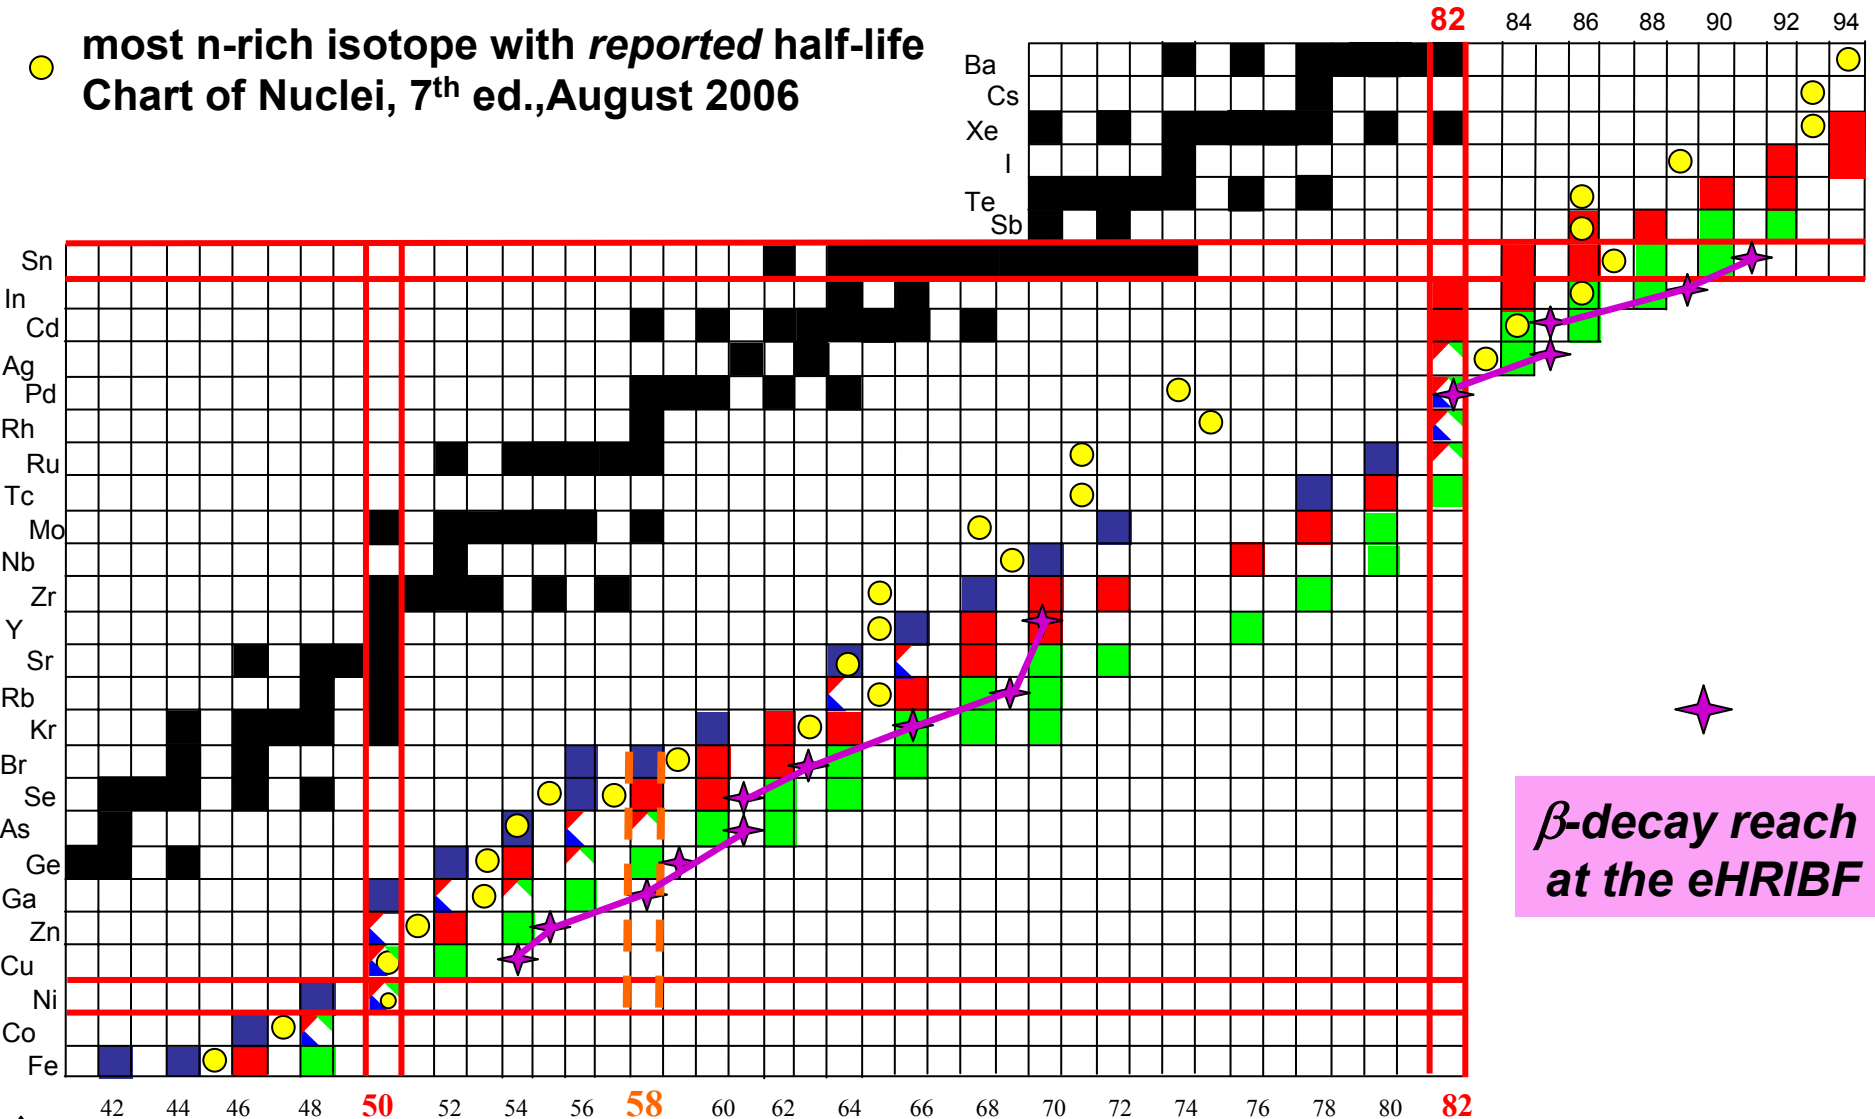 82 84 86 88 90 92 94
most n-rich isotope with reported half-life
Chart of Nuclei, 7th ed.,August 2006
Ba
Cs
Xe
I
Te
Sb
Sn
In
Cd
Ag
Pd
Rh
Ru
Tc
Mo
Nb
Zr
Y
Sr
Rb
Kr
Br
Se
As
Ge
Ga
Zn
Cu
Ni
Co
Fe
β-decay reach
at the eHRIBF
42 44 46 48 50 52 54 56 58 60 62 64 66 68 70 72 74 76 78 80 82